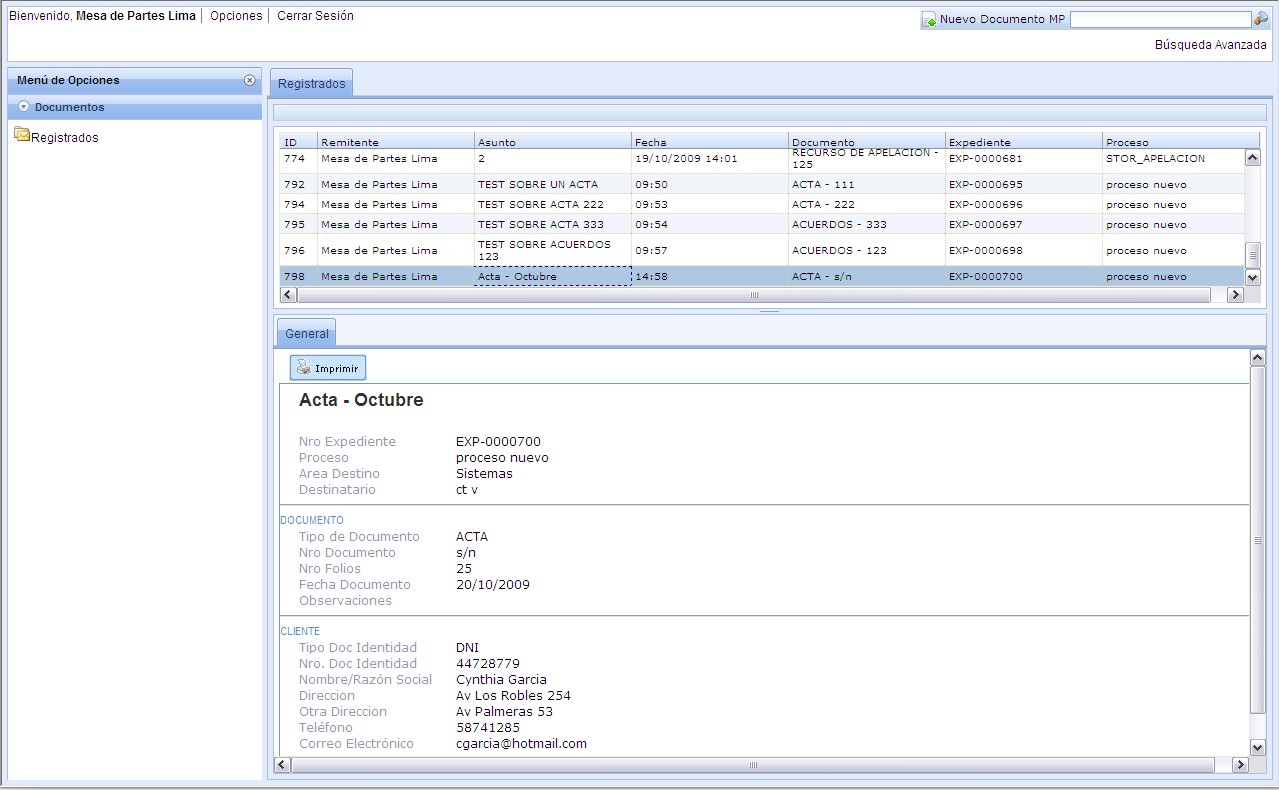 Bienvenido, Mesa de Partes Lima | Opciones | Cerrar Sesión
Nuevo Documento MP
Búsqueda Avanzada
Menú de Opciones
Documentos
Registrados
Registrados
ID Remitente Asunto Fecha Documento Expediente Proceso
774 Mesa de Partes Lima 2 19/10/2009 14:01 RECURSO DE APELACION - 125 EXP-0000681 STOR_APELACION
792 Mesa de Partes Lima TEST SOBRE UN ACTA 09:50 ACTA - 111 EXP-0000695 proceso nuevo
794 Mesa de Partes Lima TEST SOBRE ACTA 222 09:53 ACTA - 222 EXP-0000696 proceso nuevo
795 Mesa de Partes Lima TEST SOBRE ACTA 333 09:54 ACUERDOS - 333 EXP-0000697 proceso nuevo
796 Mesa de Partes Lima TEST SOBRE ACUERDOS 123 09:57 ACUERDOS - 123 EXP-0000698 proceso nuevo
798 Mesa de Partes Lima Acta - Octubre 14:58 ACTA - s/n EXP-0000700 proceso nuevo
General
Imprimir
Acta - Octubre
Nro Expediente EXP-0000700
Proceso proceso nuevo
Area Destino Sistemas
Destinatario ct v
DOCUMENTO
Tipo de Documento ACTA
Nro Documento s/n
Nro Folios 25
Fecha Documento 20/10/2009
Observaciones
CLIENTE
Tipo Doc Identidad DNI
Nro. Doc Identidad 44728779
Nombre/Razón Social Cynthia Garcia
Direccion Av Los Robles 254
Otra Direccion Av Palmeras 53
Teléfono 58741285
Correo Electrónico cgarcia@hotmail.com